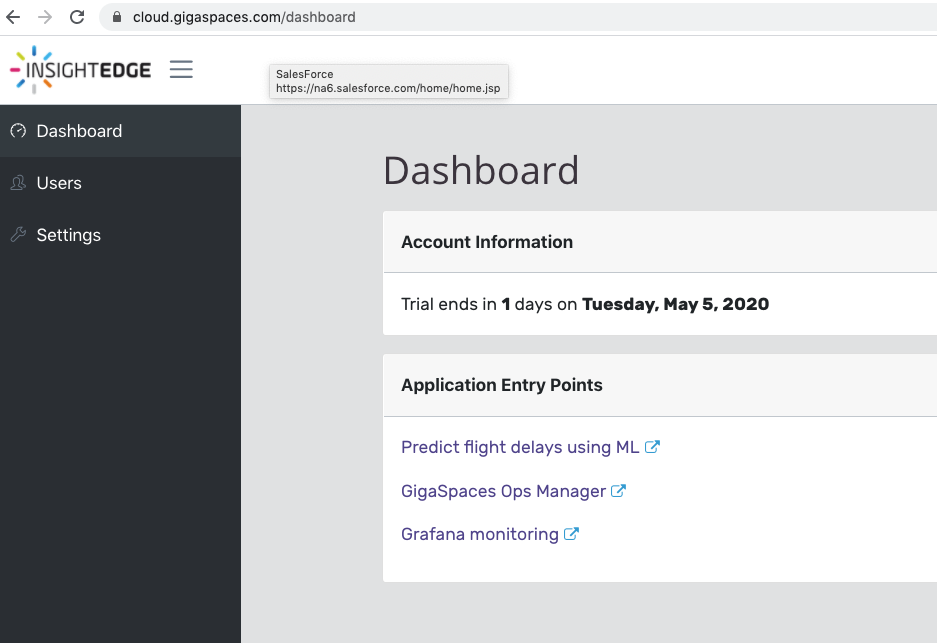 cloud.gigaspaces.com/dashboard
INSIGHTEDGE
SalesForce
https://na6.salesforce.com/home/home.jsp
Dashboard
Users
Settings
Dashboard
Account Information
Trial ends in 1 days on Tuesday, May 5, 2020
Application Entry Points
Predict flight delays using ML
GigaSpaces Ops Manager
Grafana monitoring